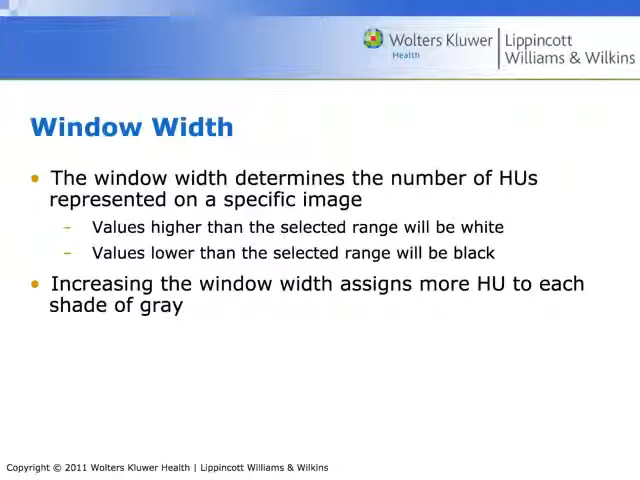 Wolters Kluwer
Health
Lippincott
Williams & Wilkins
Window Width
• The window width determines the number of HUs
represented on a specific image
– Values higher than the selected range will be white
– Values lower than the selected range will be black
• Increasing the window width assigns more HU to each
shade of gray
Copyright © 2011 Wolters Kluwer Health | Lippincott Williams & Wilkins